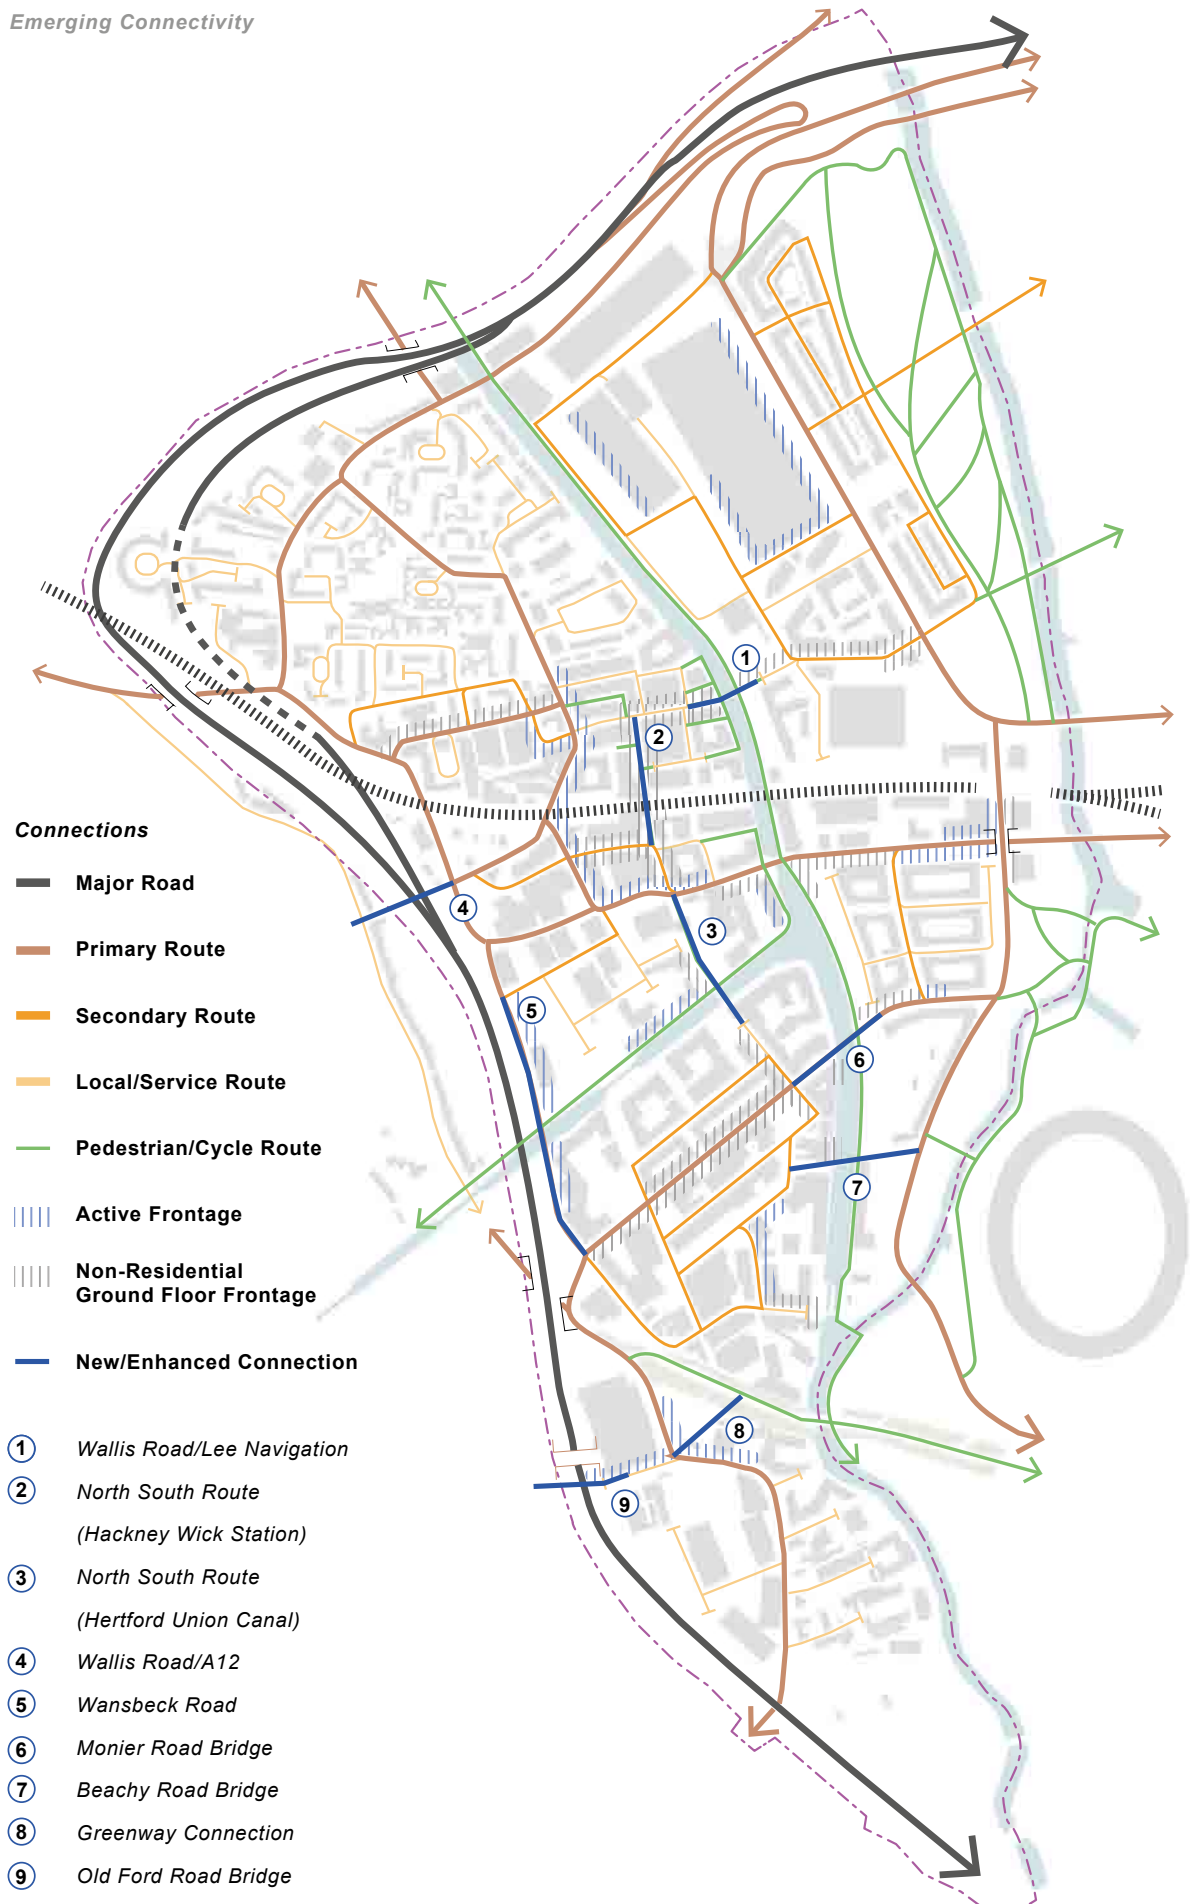 Emerging Connectivity
1
2
3
4
5
6
7
8
9
Connections
Major Road
Primary Route
Secondary Route
Local/Service Route
Pedestrian/Cycle Route
Active Frontage
Non-Residential
Ground Floor Frontage
New/Enhanced Connection
1 Wallis Road/Lee Navigation
2 North South Route
(Hackney Wick Station)
3 North South Route
(Hertford Union Canal)
4 Wallis Road/A12
5 Wansbeck Road
6 Monier Road Bridge
7 Beachy Road Bridge
8 Greenway Connection
9 Old Ford Road Bridge